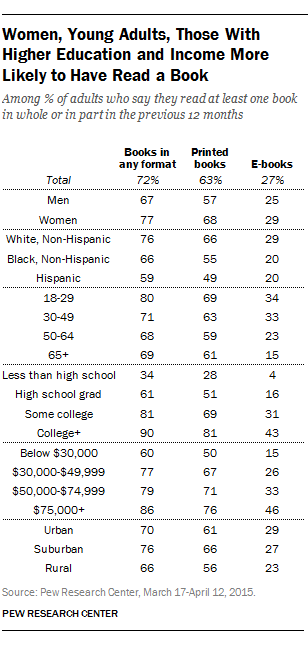 Women, Young Adults, Those With
Higher Education and Income More
Likely to Have Read a Book
Among % of adults who say they read at least one book
in whole or in part in the previous 12 months
Books in any format Printed books E-books
Total 72% 63% 27%
Men 67 57 25
Women 77 68 29
White, Non-Hispanic 76 66 29
Black, Non-Hispanic 66 55 20
Hispanic 59 49 20
18-29 80 69 34
30-49 71 63 33
50-64 68 59 23
65+ 69 61 15
Less than high school 34 28 4
High school grad 61 51 16
Some college 81 69 31
College+ 90 81 43
Below $30,000 60 50 15
$30,000-$49,999 77 67 26
$50,000-$74,999 79 71 33
$75,000+ 86 76 46
Urban 70 61 29
Suburban 76 66 27
Rural 66 56 23
Source: Pew Research Center, March 17-April 12, 2015.
PEW RESEARCH CENTER